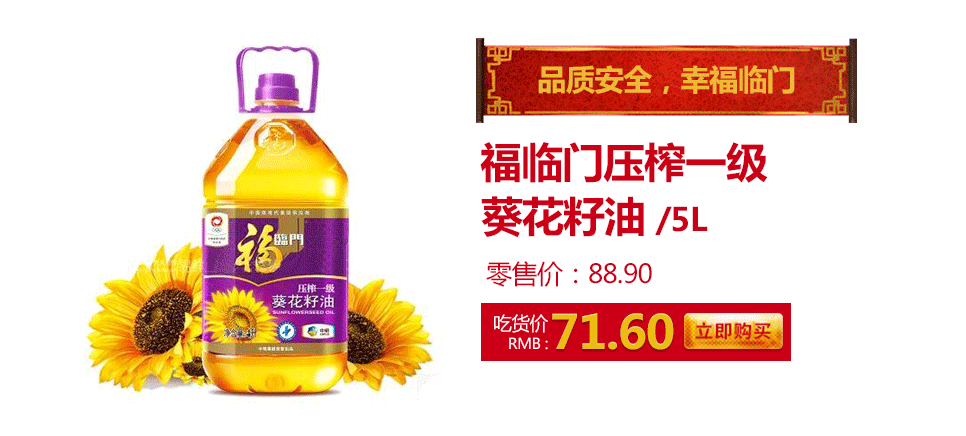 品质安全，幸福临门
福临门压榨一级
葵花籽油 /5L
零售价：88.90
吃货价
RMB：
71.60
立即购买
福
臨門
压榨一级
葵花籽油
SUNFLOWERSEED OIL